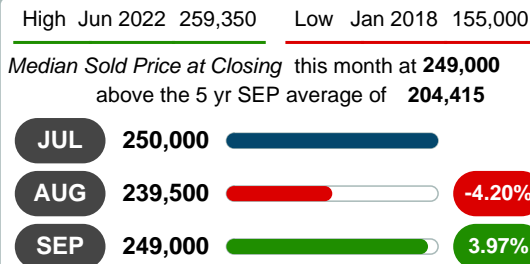 High Jun 2022 259,350 Low Jan 2018 155,000
Median Sold Price at Closing this month at 249,000
above the 5 yr SEP average of 204,415
JUL 250,000
AUG 239,500 -4.20%
SEP 249,000 3.97%